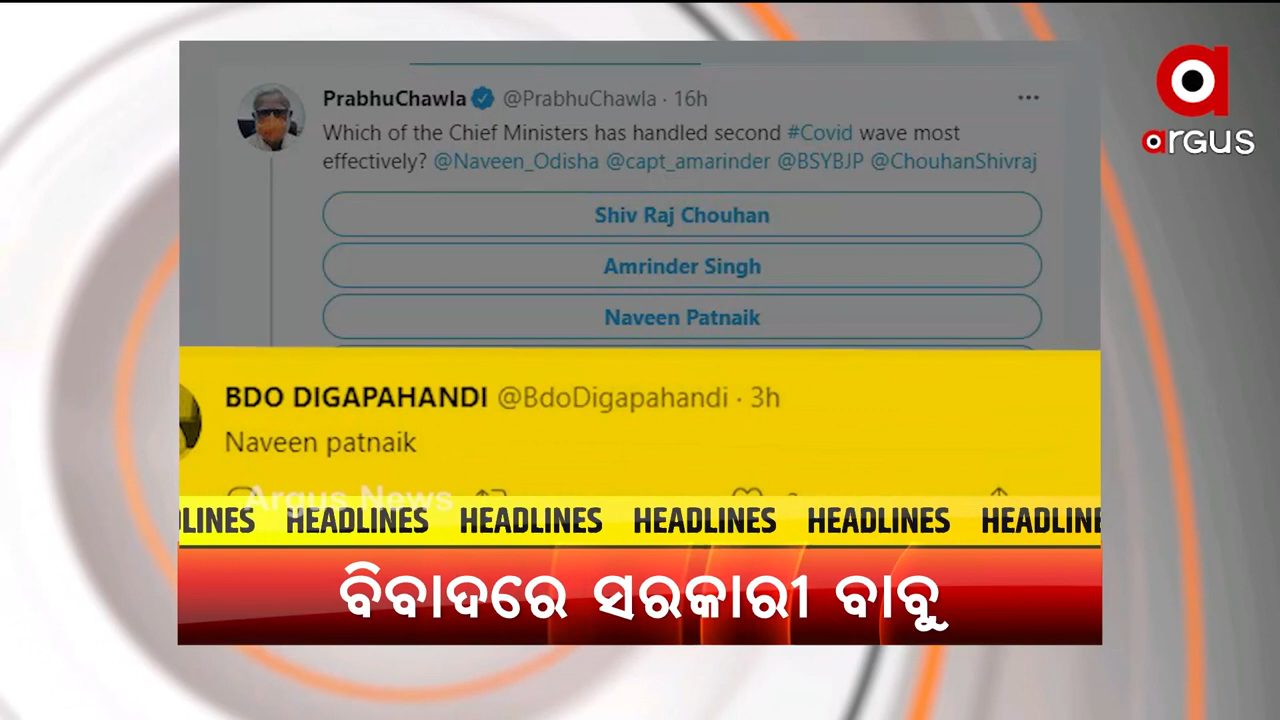 PrabhuChawla @PrabhuChawla · 16h
Which of the Chief Ministers has handled second #Covid wave most
effectively? @Naveen_Odisha @capt_amarinder @BSYBJP @ChouhanShivraj
Shiv Raj Chouhan
Amrinder Singh
Naveen Patnaik
argus
BDO DIGAPAHANDI @BdoDigapahandi · 3h
Naveen patnaik
Argus News
LINES HEADLINES HEADLINES HEADLINES HEADLINES HEADLINE
ବିବାଦରେ ସରକାରୀ ବାବୁ